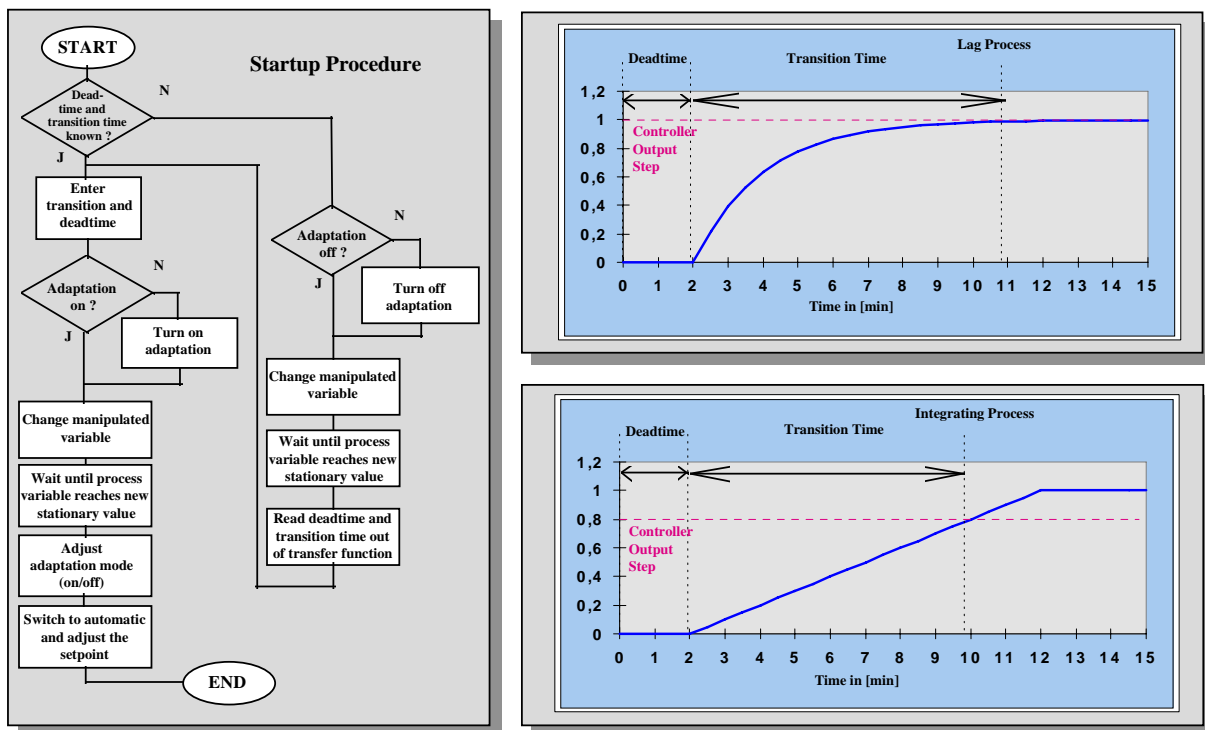 START
Startup Procedure
Dead-
time and
transition time
known ?
N
J
Enter
transition and
deadtime
Adaptation
on ?
N
J
Turn on
adaptation
Change manipulated
variable
Wait until process
variable reaches new
stationary value
Adjust
adaptation mode
(on/off)
Switch to automatic
and adjust the
setpoint
END
Adaptation
off ?
N
J
Turn off
adaptation
Change manipulated
variable
Wait until process
variable reaches new
stationary value
Read deadtime and
transition time out
of transfer function
Lag Process
Deadtime
Transition Time
1,2
1
0,8
0,6
0,4
0,2
0
Controller
Output
Step
0 1 2 3 4 5 6 7 8 9 10 11 12 13 14 15
Time in [min]
Integrating Process
Deadtime
Transition Time
1,2
1
0,8
0,6
0,4
0,2
0
Controller
Output
Step
0 1 2 3 4 5 6 7 8 9 10 11 12 13 14 15
Time in [min]